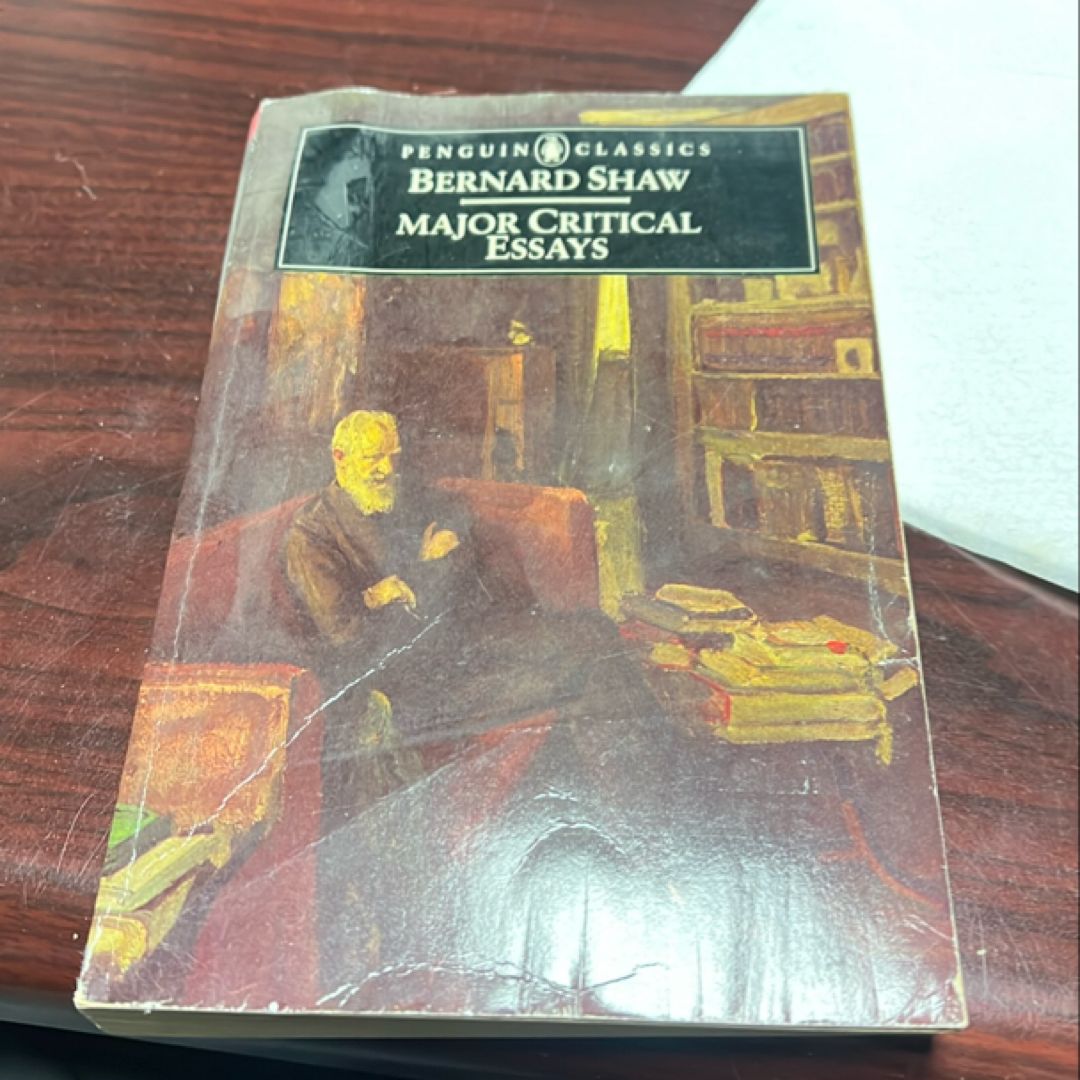 PENGUIN CLASSICS
BERNARD SHAW
MAJOR CRITICAL
ESSAYS